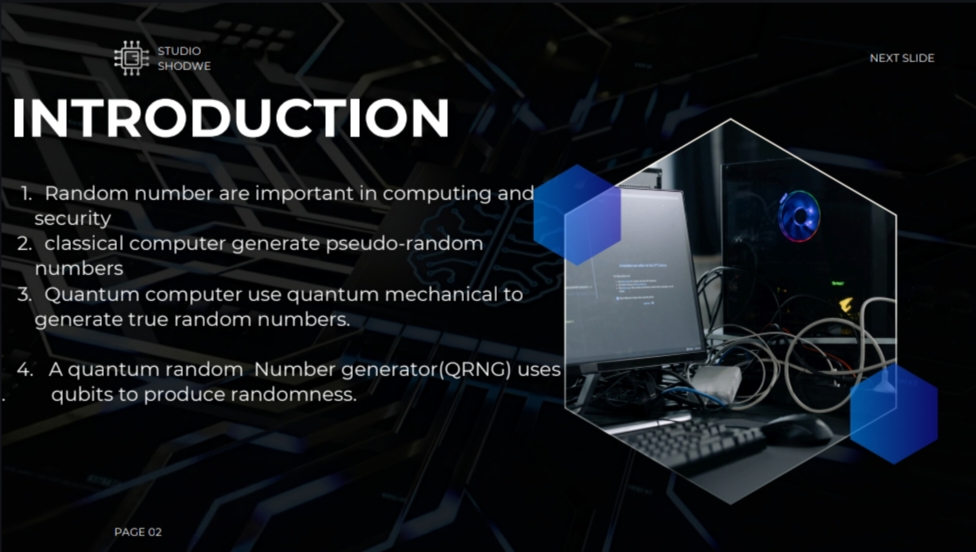 STUDIO
SHODWE
NEXT SLIDE
INTRODUCTION
1. Random number are important in computing and
security
2. classical computer generate pseudo-random
numbers
3. Quantum computer use quantum mechanical to
generate true random numbers.
4. A quantum random Number generator(QRNG) uses
. qubits to produce randomness.
PAGE 02